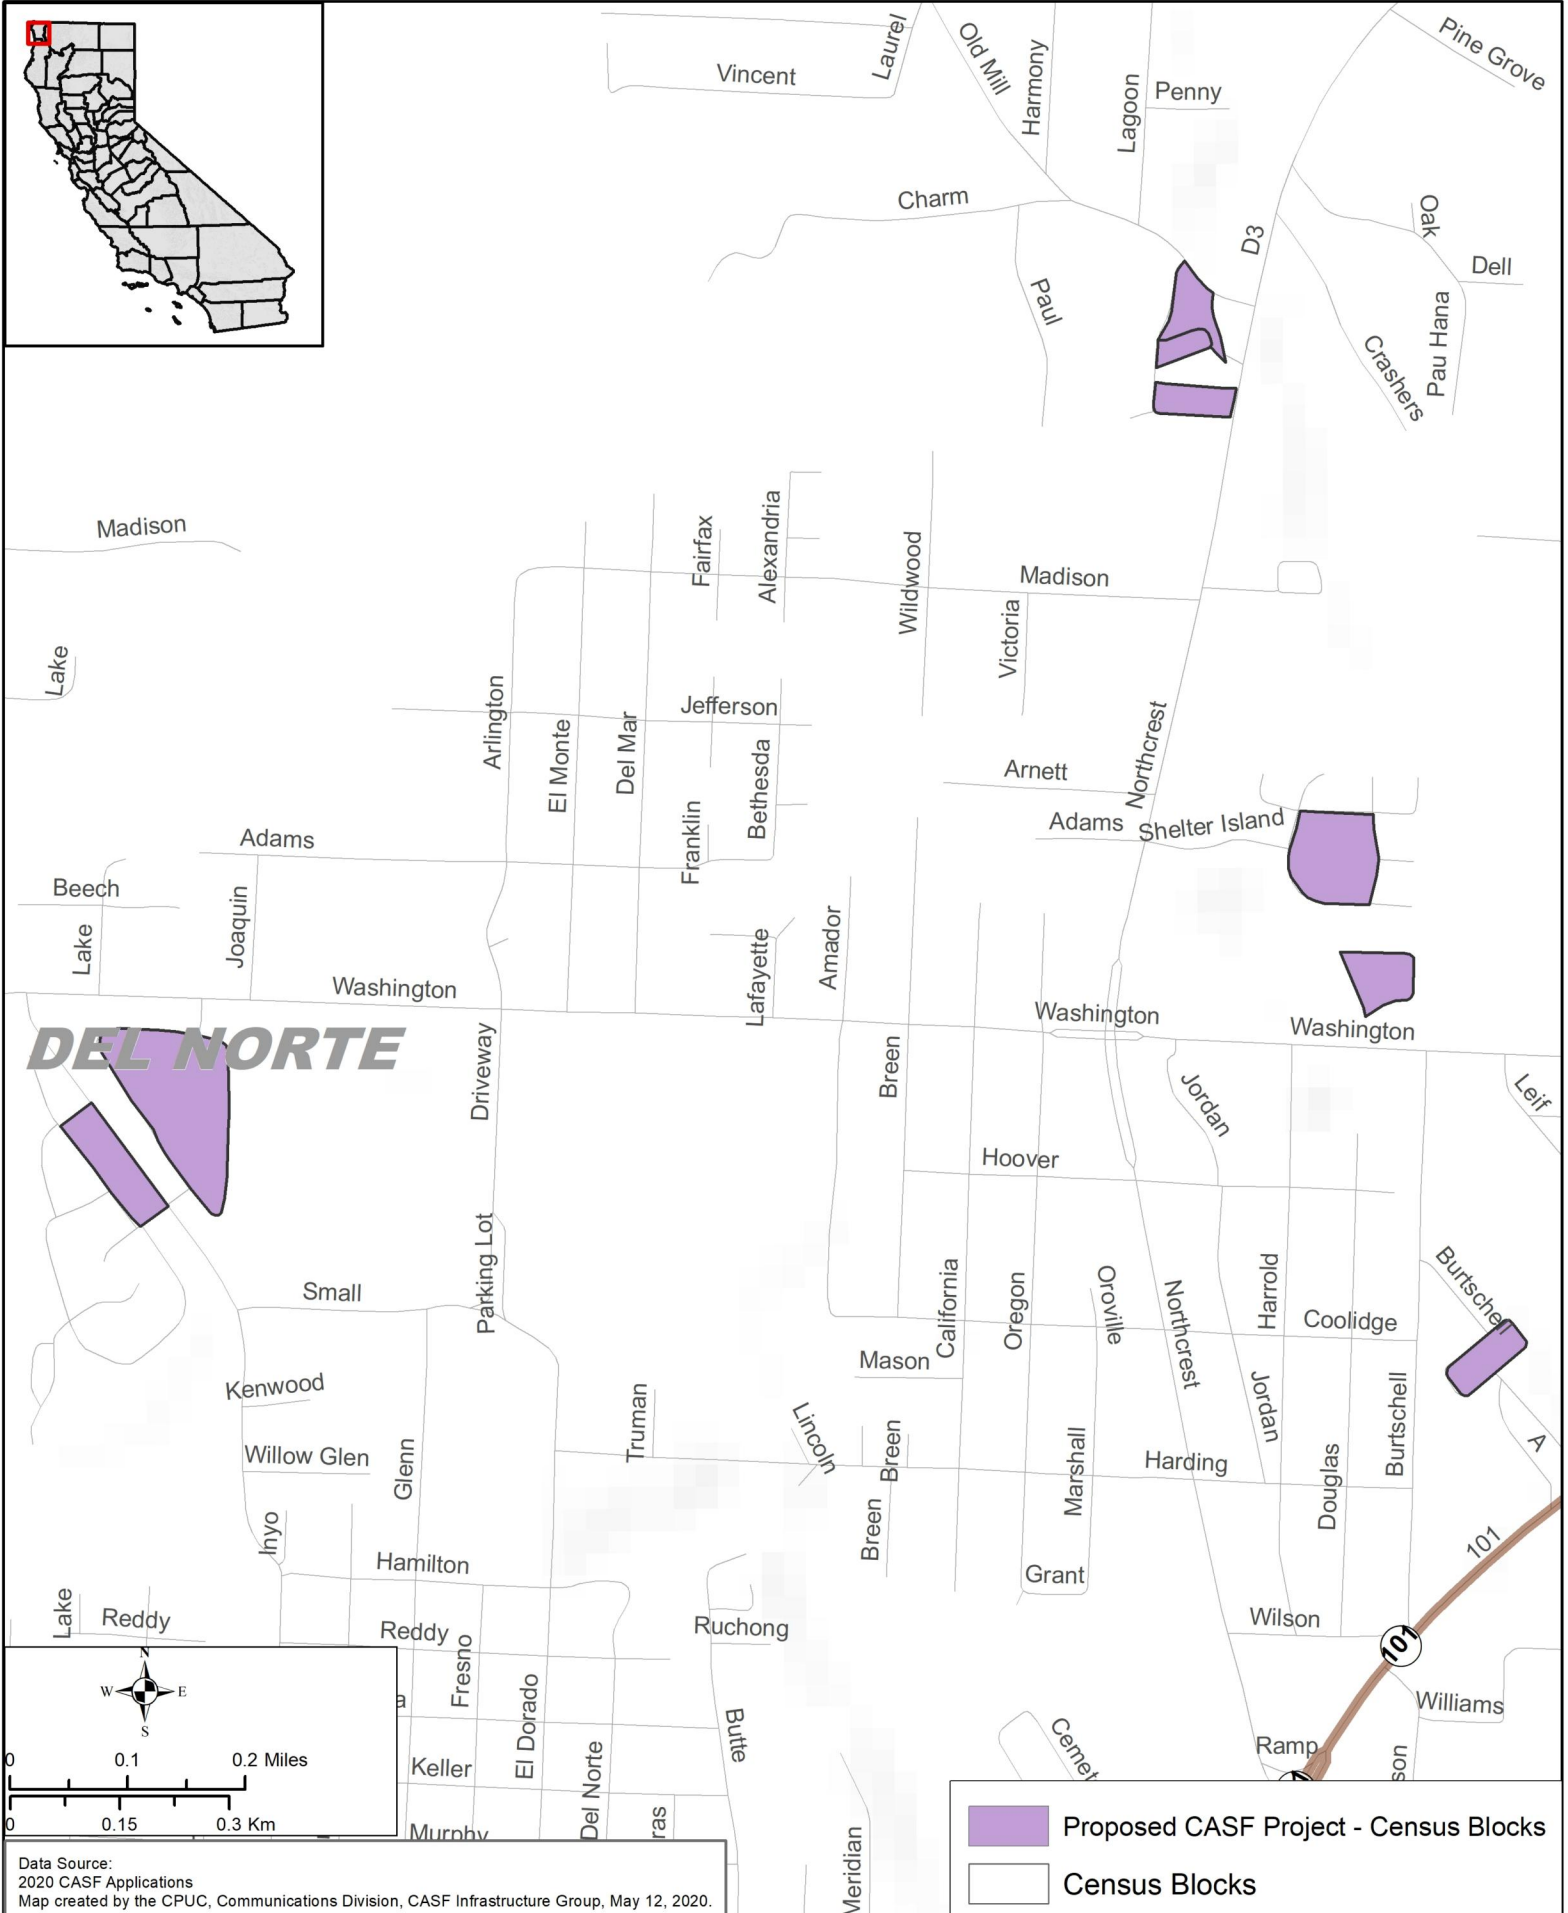 Laurel
Vincent
Old Mill
Harmony
Lagoon
Penny
Pine Grove
Charm
D3
Oak
Dell
Paul
Pau Hana
Crashers
Madison
Fairfax
Alexandria
Wildwood
Madison
Victoria
Lake
Arlington
El Monte
Del Mar
Jefferson
Bethesda
Northcrest
Arnett
Adams
Franklin
Adams
Shelter Island
Beech
Lake
Joaquin
Lafayette
Amador
Washington
Washington
Washington
DEL NORTE
Driveway
Breen
Jordan
Leif
Hoover
Parking Lot
California
Oregon
Oroville
Northcrest
Harrold
Burtschell
Small
Coolidge
Mason
Kenwood
Truman
Lincoln
Breen
Jordan
Burtschell
Willow Glen
Glenn
Marshall
Harding
Douglas
A
Inyo
Breen
101
Hamilton
Grant
Lake
Reddy
Reddy
Fresno
Ruchong
Wilson
101
N
W
E
S
a
El Dorado
Butte
Williams
0 0.1 0.2 Miles
Keller
Del Norte
Cemet
Ramp
son
0 0.15 0.3 Km
Murphy
ras
Meridian
Proposed CASF Project - Census Blocks
Census Blocks
Data Source:
2020 CASF Applications
Map created by the CPUC, Communications Division, CASF Infrastructure Group, May 12, 2020.